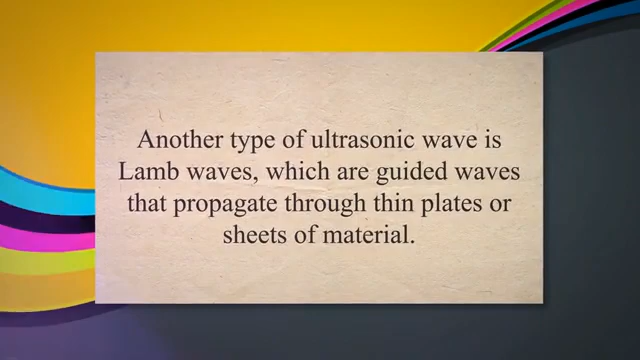 Another type of ultrasonic wave is
Lamb waves, which are guided waves
that propagate through thin plates or
sheets of material.